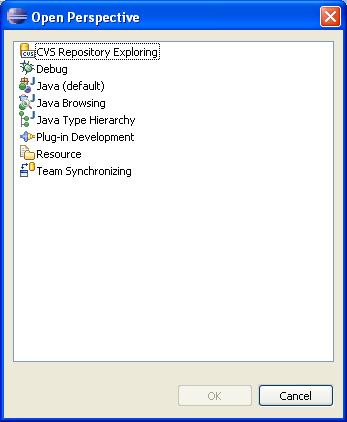 Open Perspective
CVS Repository Exploring
Debug
Java (default)
Java Browsing
Java Type Hierarchy
Plug-in Development
Resource
Team Synchronizing
OK
Cancel